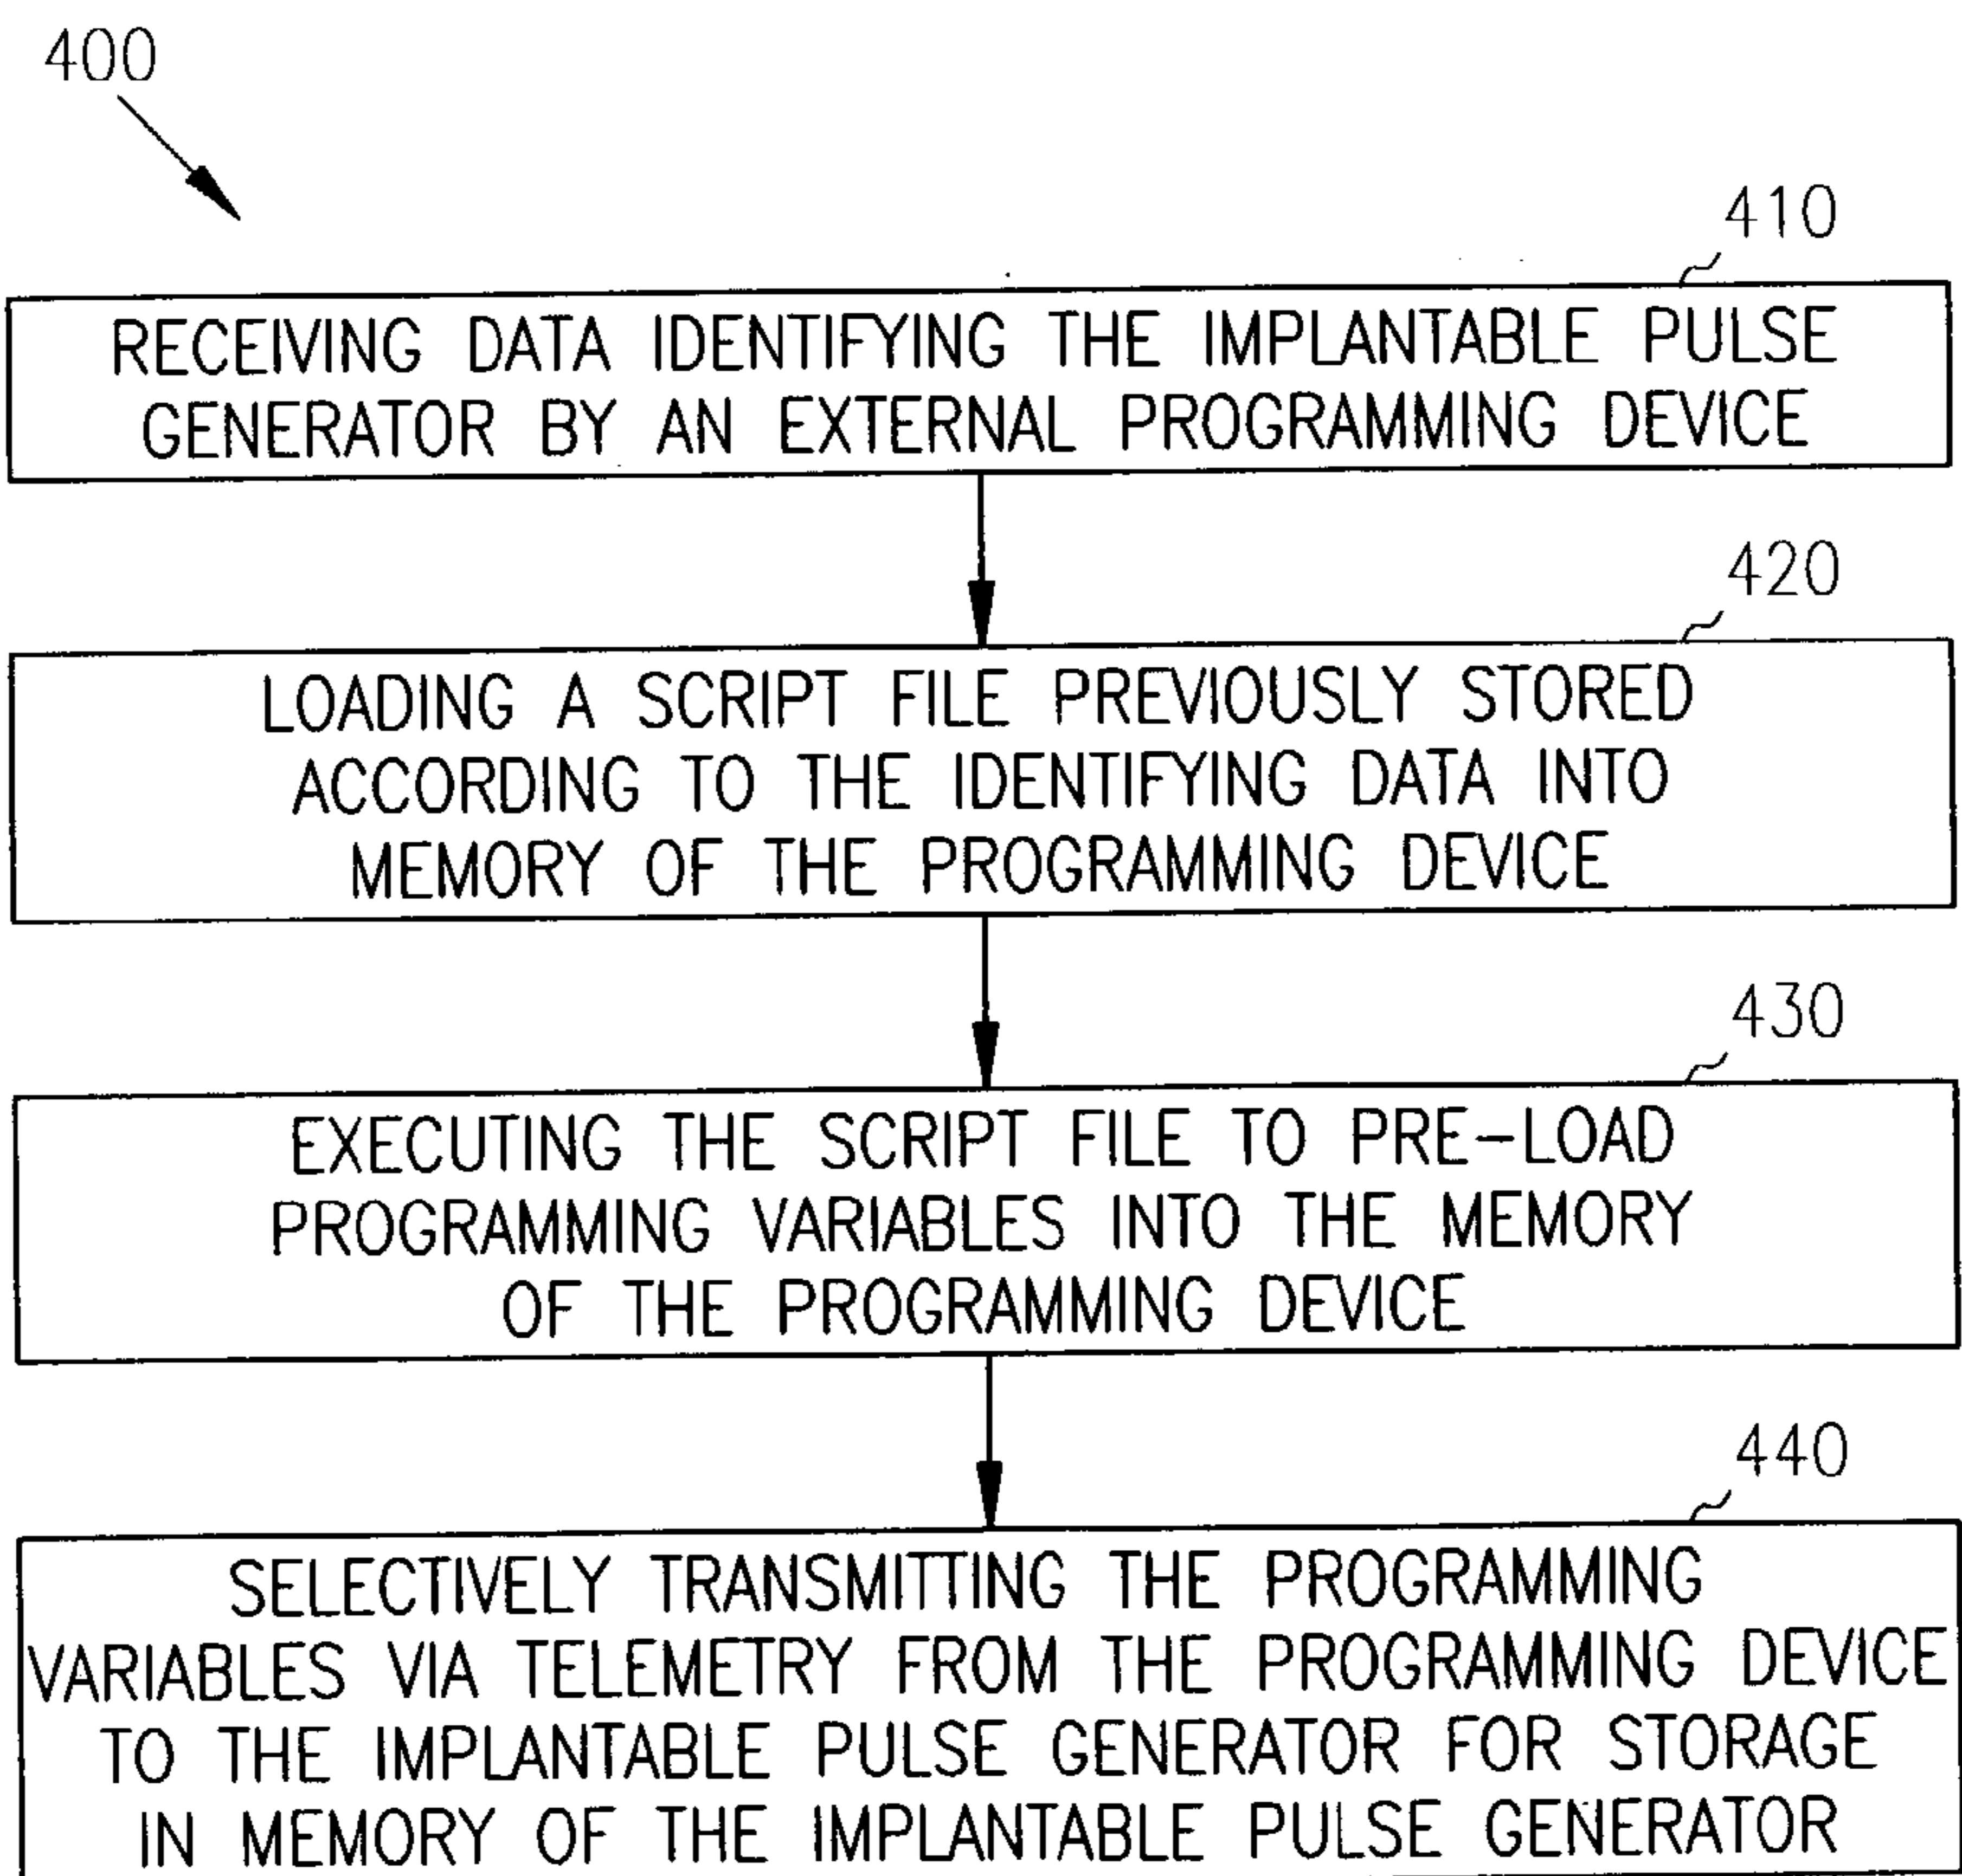 400
410
RECEIVING DATA IDENTIFYING THE IMPLANTABLE PULSE
GENERATOR BY AN EXTERNAL PROGRAMMING DEVICE
420
LOADING A SCRIPT FILE PREVIOUSLY STORED
ACCORDING TO THE IDENTIFYING DATA INTO
MEMORY OF THE PROGRAMMING DEVICE
430
EXECUTING THE SCRIPT FILE TO PRE-LOAD
PROGRAMMING VARIABLES INTO THE MEMORY
OF THE PROGRAMMING DEVICE
440
SELECTIVELY TRANSMITTING THE PROGRAMMING
VARIABLES VIA TELEMETRY FROM THE PROGRAMMING DEVICE
TO THE IMPLANTABLE PULSE GENERATOR FOR STORAGE
IN MEMORY OF THE IMPLANTABLE PULSE GENERATOR